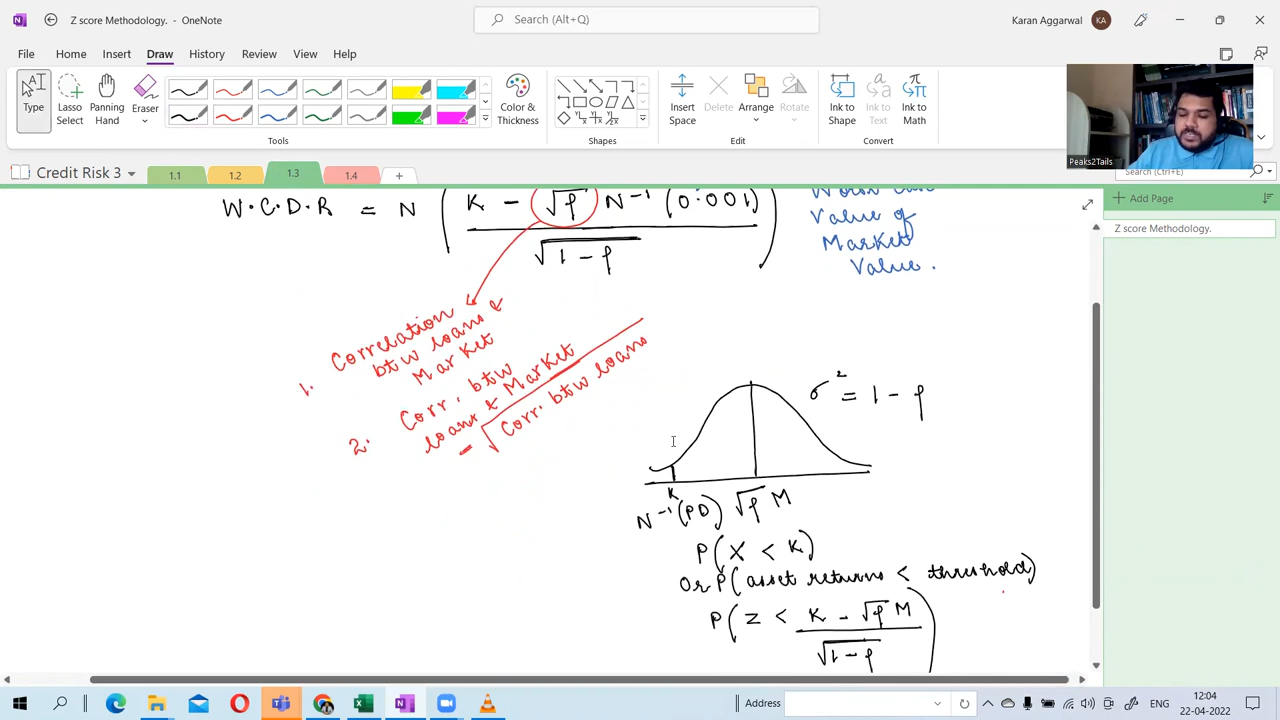 Z score Methodology. - OneNote
Search (Alt+Q)
Karan Aggarwal
KA
File Home Insert Draw History Review View Help
Type
Lasso Select
Panning Hand
Eraser
Color & Thickness
Insert Space
Delete
Arrange
Rotate
Ink to Shape
Ink to Text
Ink to Math
Tools
Shapes
Edit
Convert
Peaks2Tails
Credit Risk 3
1.1
1.2
1.3
1.4
Add Page
Z score Methodology.
W.C.D.R = N ( K - √ρ N⁻¹ (0.001) / √1-ρ )
Value of
Market
Value.
1. Correlation
btw loans &
Market
2. Corr. btw
loans & Market
= √Corr. btw loans
σ² = 1 - ρ
K
N⁻¹(PD) √ρ M
P(X < K)
Or P(asset returns < threshold)
P(Z < K - √ρ M / √1-ρ )
Address
ENG
12:04
22-04-2022